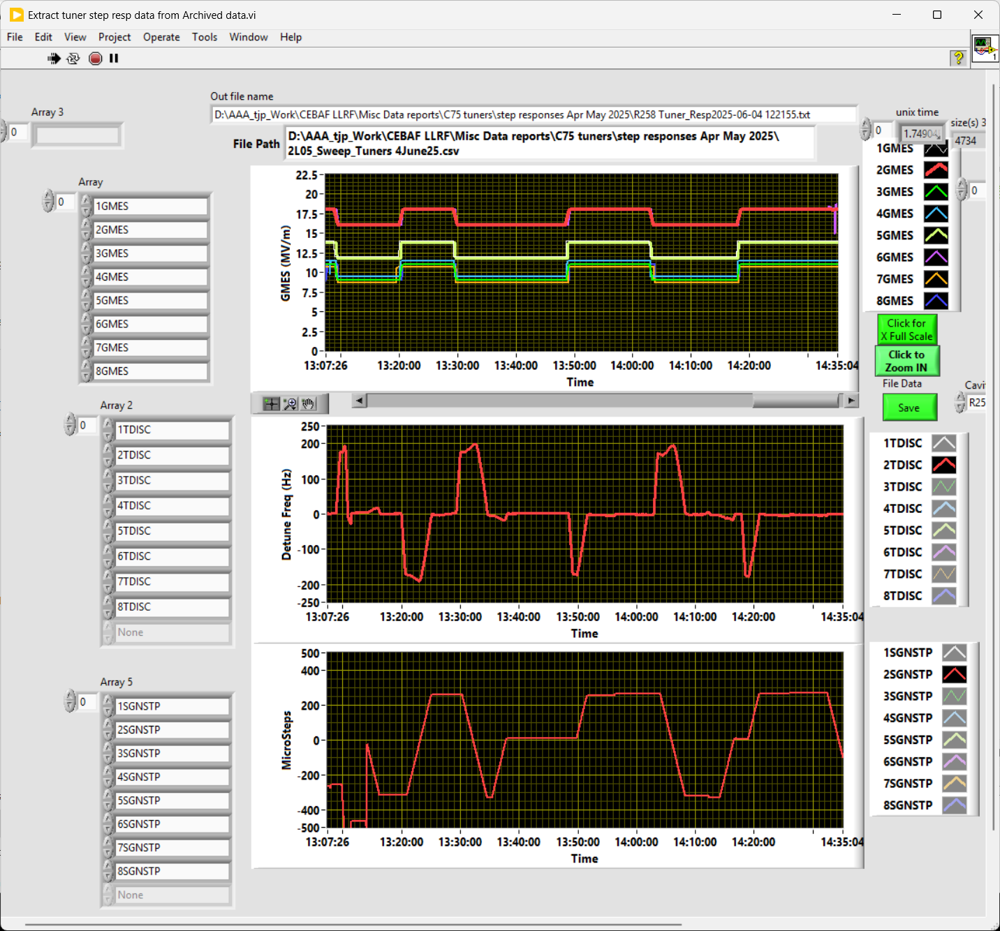 Extract tuner step resp data from Archived data.vi
File Edit View Project Operate Tools Window Help
1
Out file name
D:\AAA_tjp_Work\CEBAF LLRF\Misc Data reports\C75 tuners\step responses Apr May 2025\R258 Tuner_Resp2025-06-04 122155.txt
File Path
D:\AAA_tjp_Work\CEBAF LLRF\Misc Data reports\C75 tuners\step responses Apr May 2025\
2L05_Sweep_Tuners 4June25.csv
Array 3
0
unix time
0
1.74904
size(s) 3
4734
0
Array
0
1GMES
2GMES
3GMES
4GMES
5GMES
6GMES
7GMES
8GMES
GMES (MV/m)
22.5
20
17.5
15
12.5
10
7.5
5
2.5
0
13:07:26 13:20:00 13:30:00 13:40:00 13:50:00 14:00:00 14:10:00 14:20:00 14:35:04
Time
1GMES
2GMES
3GMES
4GMES
5GMES
6GMES
7GMES
8GMES
Click for
X Full Scale
Click to
Zoom IN
File Data
Save
Cavi
R25
Array 2
0
1TDISC
2TDISC
3TDISC
4TDISC
5TDISC
6TDISC
7TDISC
8TDISC
None
Detune Freq (Hz)
250
200
100
0
-100
-200
-250
13:07:26 13:20:00 13:30:00 13:40:00 13:50:00 14:00:00 14:10:00 14:20:00 14:35:04
Time
1TDISC
2TDISC
3TDISC
4TDISC
5TDISC
6TDISC
7TDISC
8TDISC
Array 5
0
1SGNSTP
2SGNSTP
3SGNSTP
4SGNSTP
5SGNSTP
6SGNSTP
7SGNSTP
8SGNSTP
None
MicroSteps
500
400
200
0
-200
-400
-500
13:07:26 13:20:00 13:30:00 13:40:00 13:50:00 14:00:00 14:10:00 14:20:00 14:35:04
Time
1SGNSTP
2SGNSTP
3SGNSTP
4SGNSTP
5SGNSTP
6SGNSTP
7SGNSTP
8SGNSTP